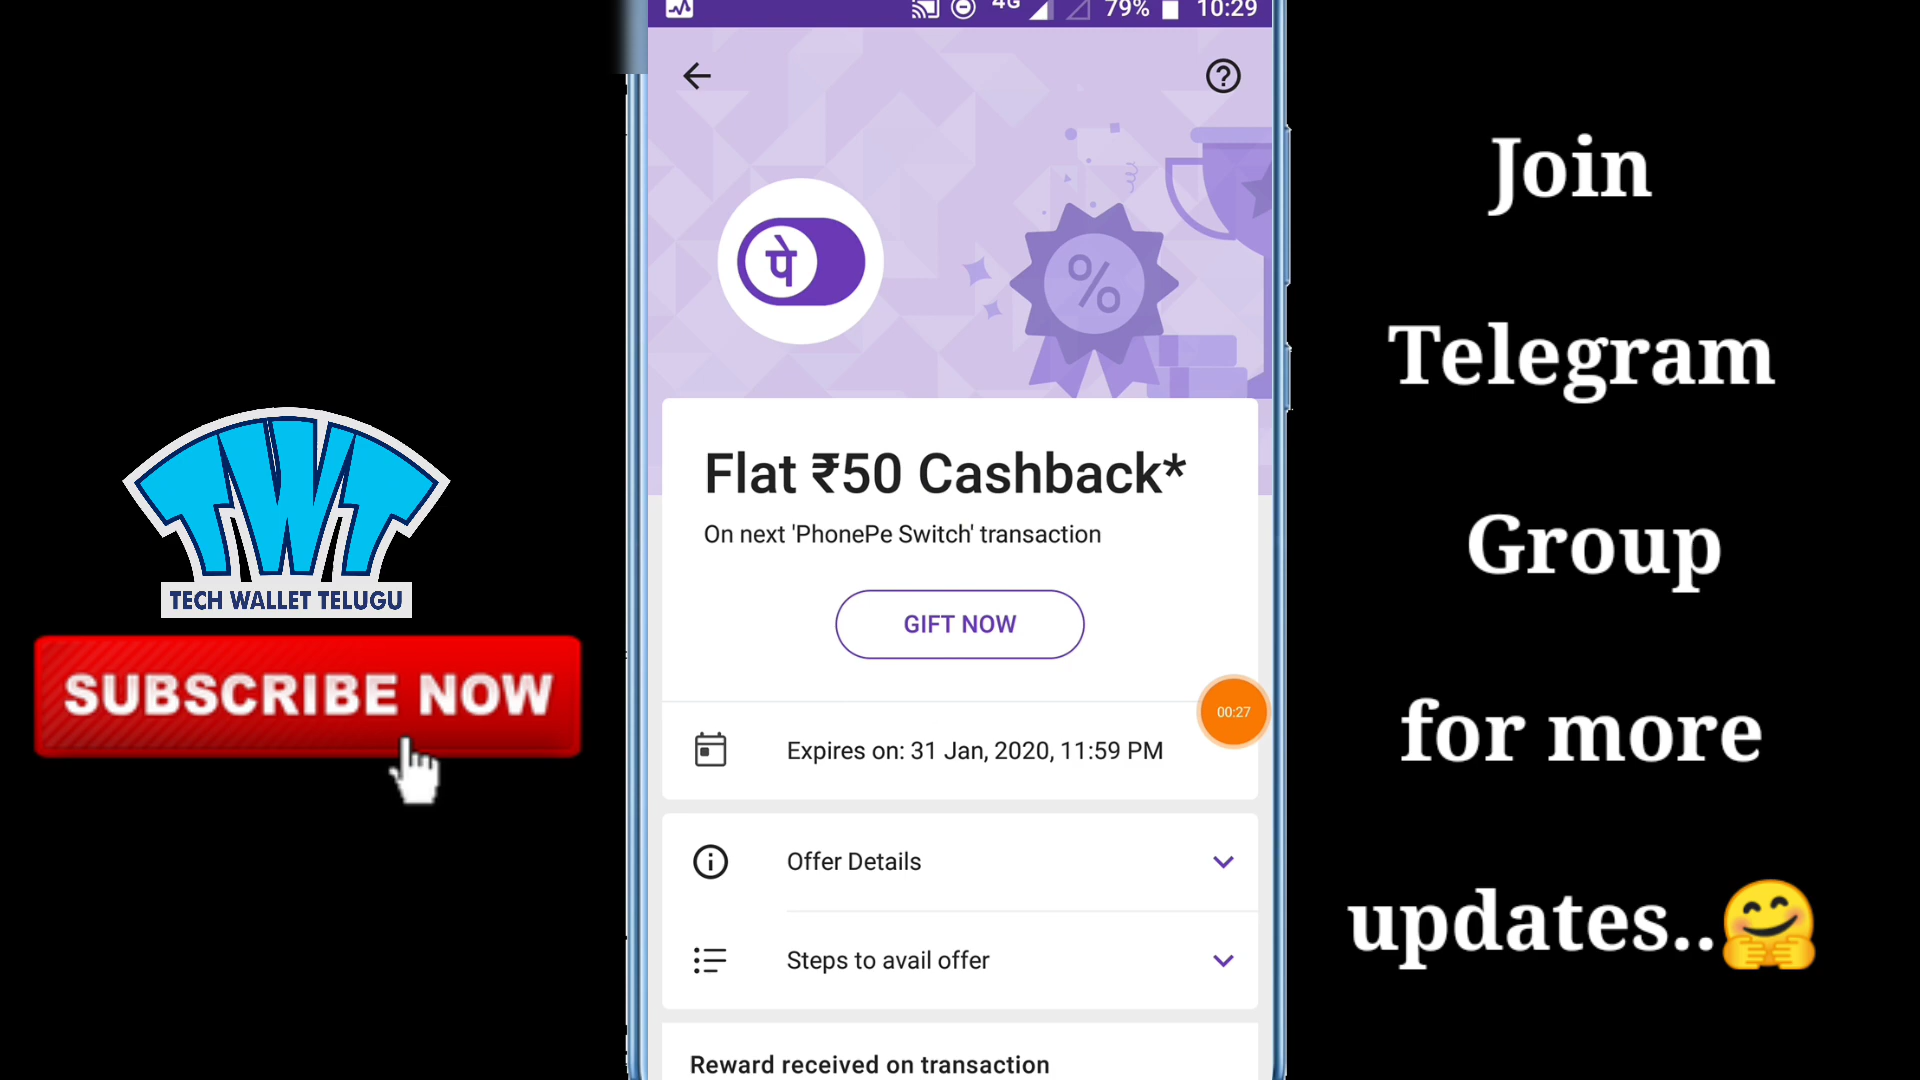 4G 79% 10:29
पे
%
Flat ₹50 Cashback*
On next 'PhonePe Switch' transaction
GIFT NOW
00:27
Expires on: 31 Jan, 2020, 11:59 PM
Offer Details
Steps to avail offer
Reward received on transaction
TWT
TECH WALLET TELUGU
SUBSCRIBE NOW
Join
Telegram
Group
for more
updates..🤗